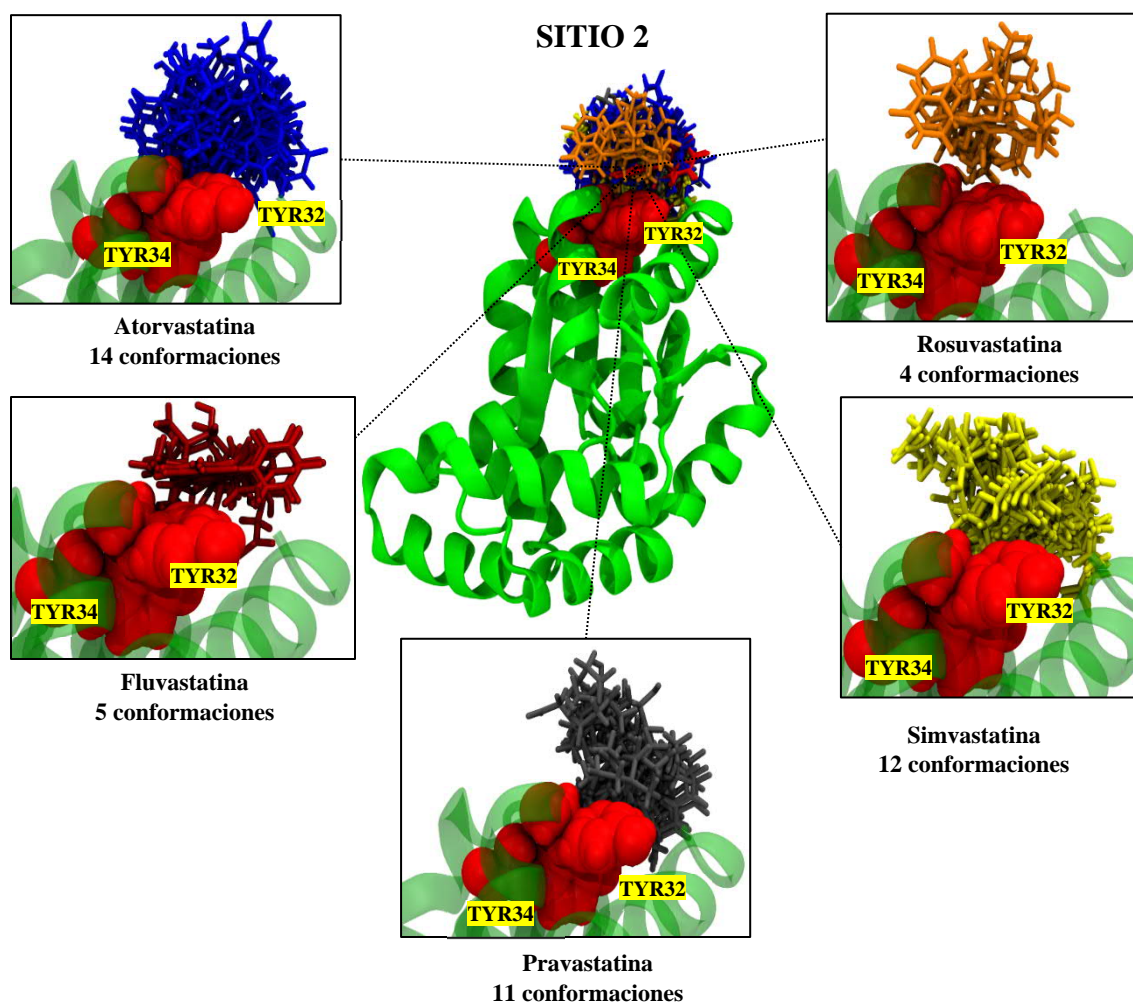 SITIO 2
TYR32
TYR34
Atorvastatina
14 conformaciones
TYR32
TYR34
TYR32
TYR34
Rosuvastatina
4 conformaciones
TYR32
TYR34
Fluvastatina
5 conformaciones
TYR32
TYR34
Simvastatina
12 conformaciones
TYR32
TYR34
Pravastatina
11 conformaciones